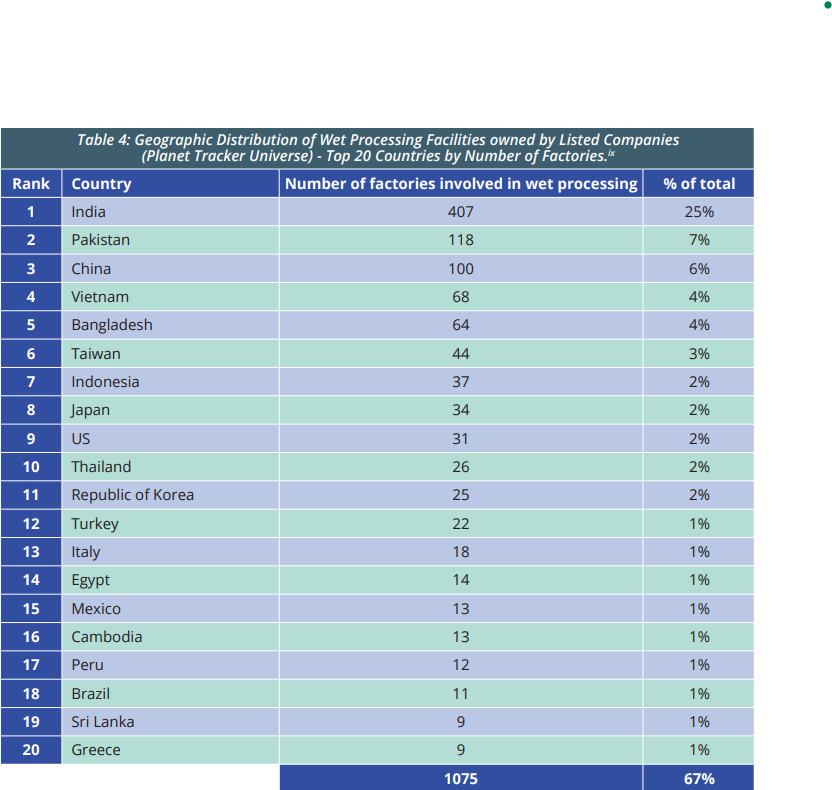 Table 4: Geographic Distribution of Wet Processing Facilities owned by Listed Companies
(Planet Tracker Universe) - Top 20 Countries by Number of Factories.ix
Rank Country Number of factories involved in wet processing % of total
1 India 407 25%
2 Pakistan 118 7%
3 China 100 6%
4 Vietnam 68 4%
5 Bangladesh 64 4%
6 Taiwan 44 3%
7 Indonesia 37 2%
8 Japan 34 2%
9 US 31 2%
10 Thailand 26 2%
11 Republic of Korea 25 2%
12 Turkey 22 1%
13 Italy 18 1%
14 Egypt 14 1%
15 Mexico 13 1%
16 Cambodia 13 1%
17 Peru 12 1%
18 Brazil 11 1%
19 Sri Lanka 9 1%
20 Greece 9 1%
1075 67%